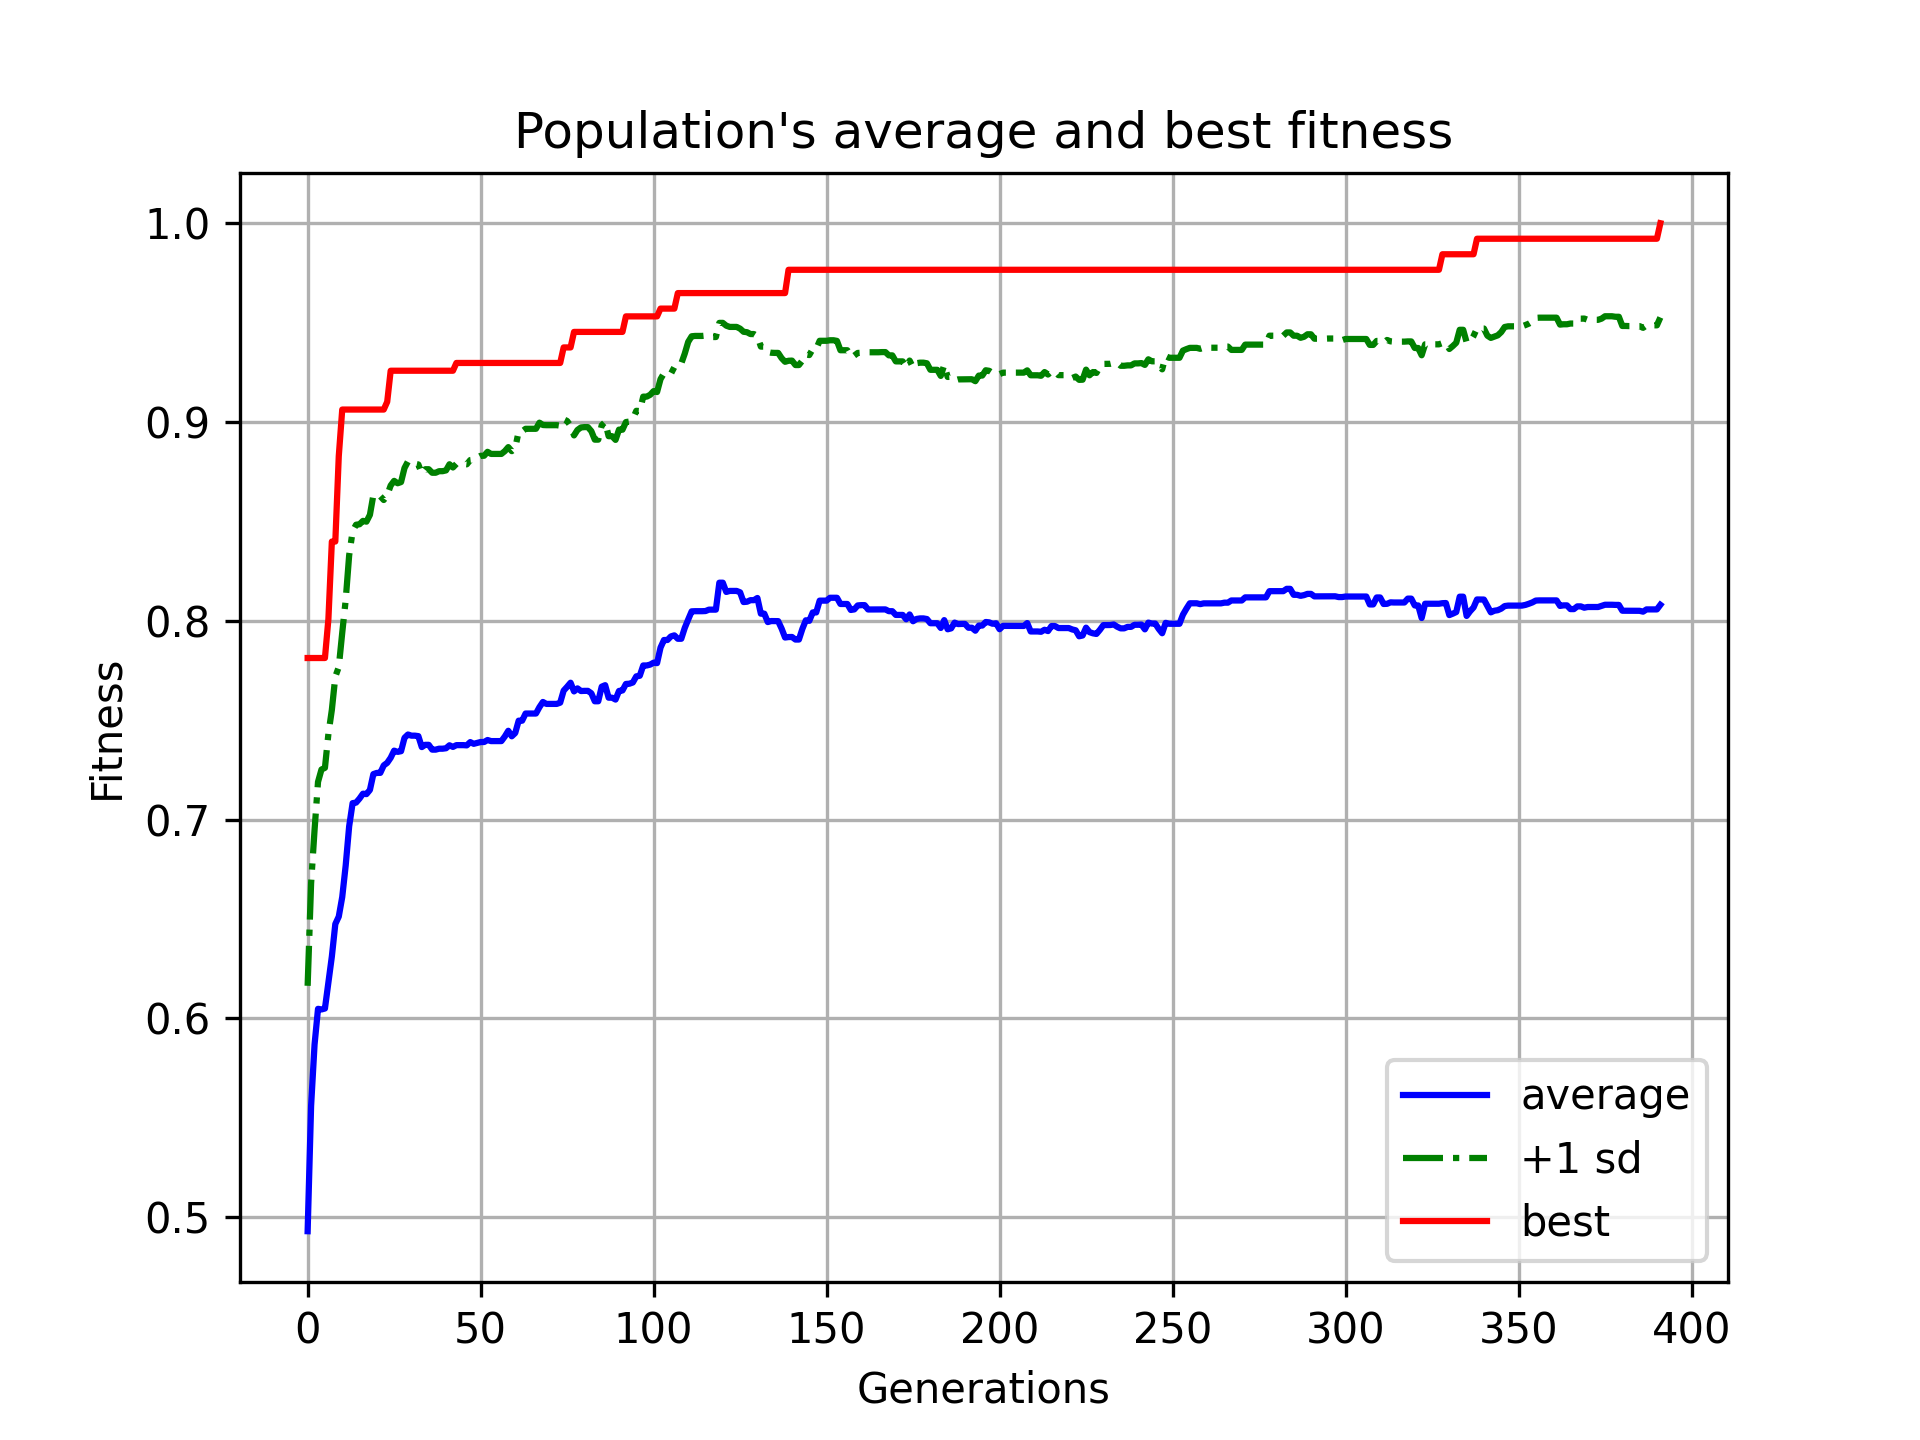 Population's average and best fitness
1.0
0.9
0.8
0.7
0.6
0.5
Fitness
0 50 100 150 200 250 300 350 400
Generations
average
+1 sd
best